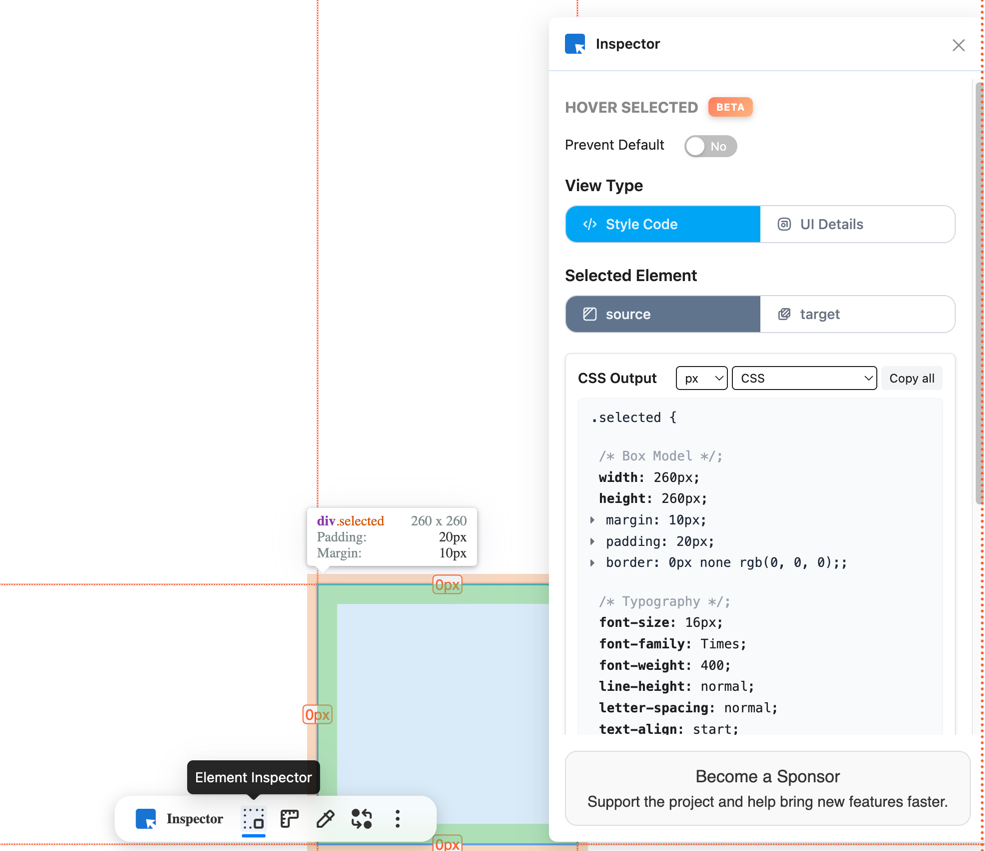 Inspector
HOVER SELECTED BETA
Prevent Default No
View Type
</> Style Code UI Details
Selected Element
source target
CSS Output px CSS Copy all
.selected {
/* Box Model */;
width: 260px;
height: 260px;
margin: 10px;
padding: 20px;
border: 0px none rgb(0, 0, 0);;
/* Typography */;
font-size: 16px;
font-family: Times;
font-weight: 400;
line-height: normal;
letter-spacing: normal;
text-align: start;
Become a Sponsor
Support the project and help bring new features faster.
div.selected 260 x 260
Padding: 20px
Margin: 10px
0px
0px
Element Inspector
Inspector
0px